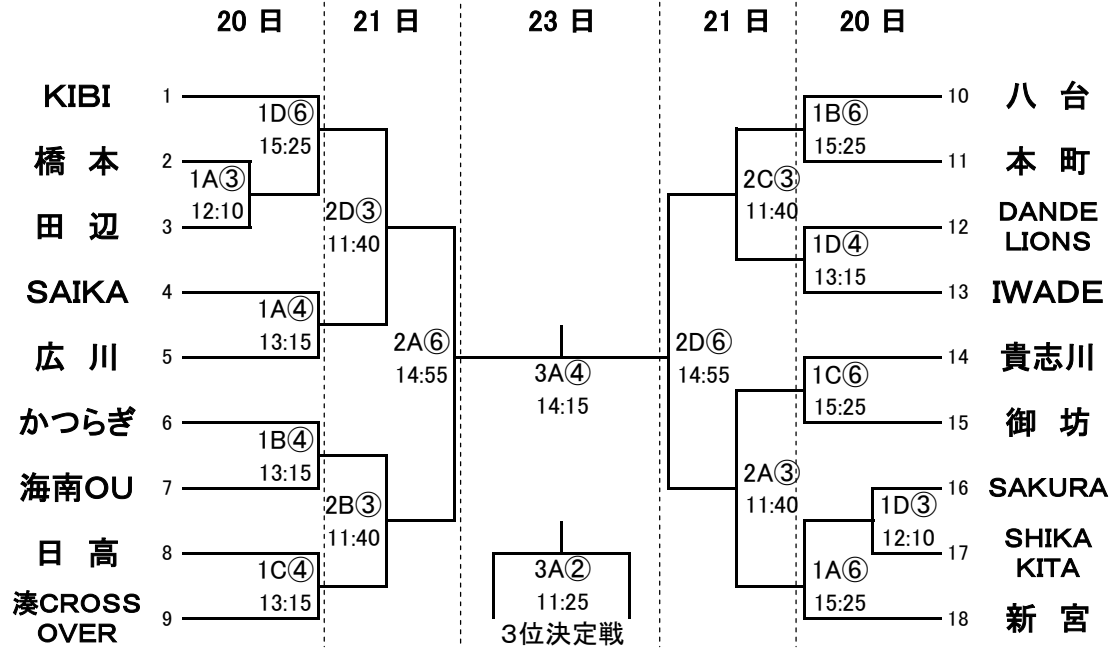 20 日 21 日 23 日 21 日 20 日
KIBI 1
1D⑥
15:25
橋 本 2
1A③
12:10
田 辺 3
2D③
11:40
SAIKA 4
1A④
13:15
広 川 5
2A⑥
14:55
かつらぎ 6
1B④
13:15
海南OU 7
2B③
11:40
日 高 8
1C④
13:15
湊CROSS
OVER 9
3A④
14:15
3A②
11:25
３位決定戦
10 八 台
1B⑥
15:25
11 本 町
2C③
11:40
12 DANDE
LIONS
1D④
13:15
13 IWADE
2D⑥
14:55
14 貴志川
1C⑥
15:25
15 御 坊
2A③
11:40
16 SAKURA
1D③
12:10
17 SHIKA
KITA
1A⑥
15:25
18 新 宮